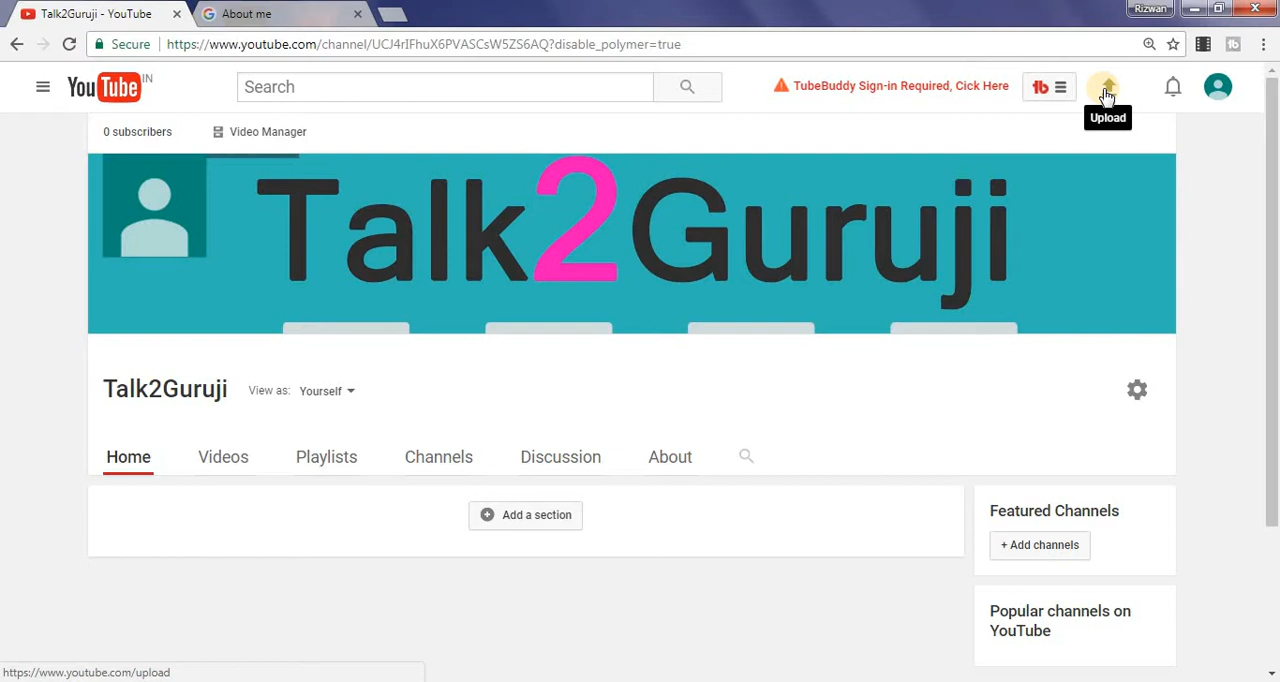 Talk2Guruji - YouTube
About me
Rizwan
Secure
https://www.youtube.com/channel/UCJ4rIFhuX6PVASCsW5ZS6AQ?disable_polymer=true
YouTube IN
Search
TubeBuddy Sign-in Required, Click Here
tb
Upload
0 subscribers
Video Manager
Talk2Guruji
Talk2Guruji
View as:
Yourself
Home
Videos
Playlists
Channels
Discussion
About
Add a section
Featured Channels
+ Add channels
Popular channels on
YouTube
https://www.youtube.com/upload